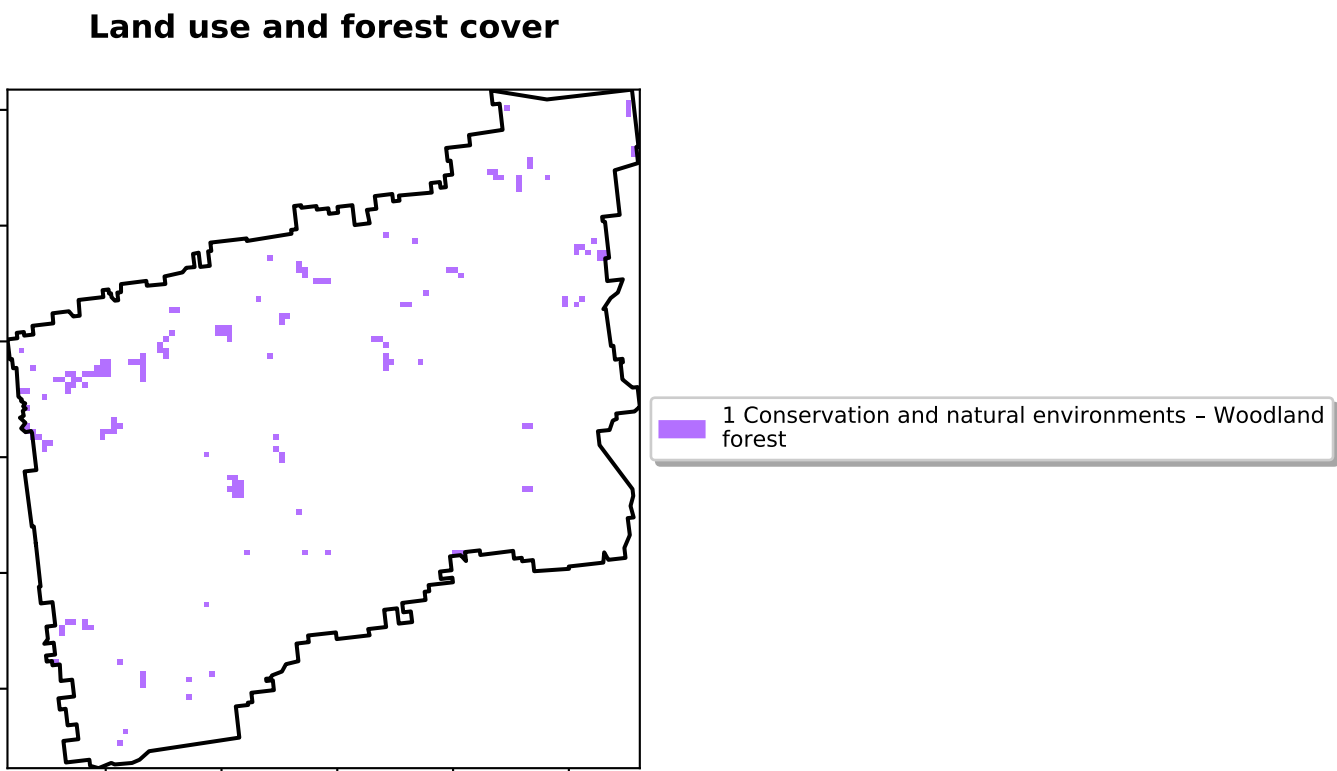 Land use and forest cover
1 Conservation and natural environments – Woodland
forest